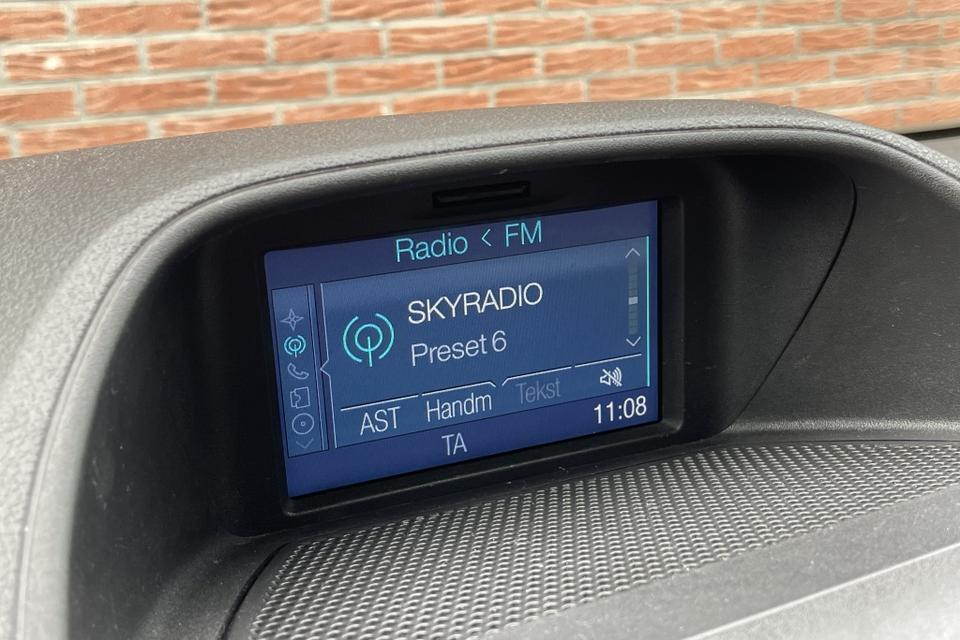 Radio < FM
SKYRADIO
Preset 6
AST Handm Tekst
TA 11:08